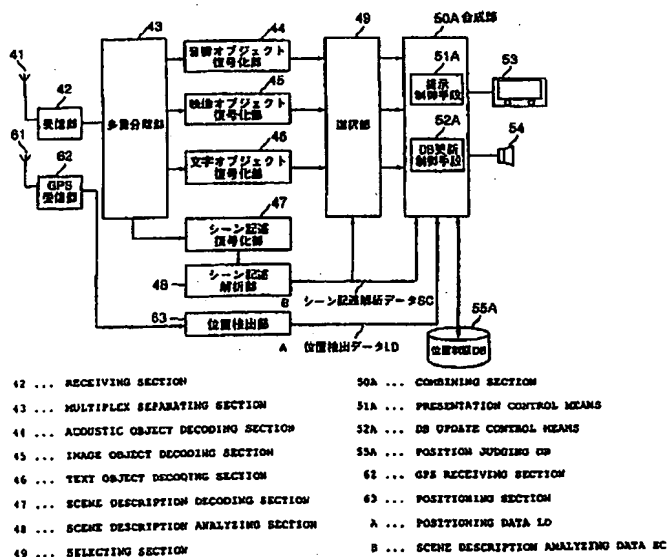 44
43
49
50A 合成部
41
音響オブジェクト
復号化部
51A
53
42
45
提示
制御手段
受信部
61
多重分離部
映像オブジェクト
復号化部
選択部
62
46
52A
54
GPS
受信部
文字オブジェクト
復号化部
DB更新
制御手段
47
シーン記述
復号化部
48
シーン記述
解析部
B シーン記述解析データSC
63
55A
位置検出部
A 位置検出データLD
位置判断DB
42 ... RECEIVING SECTION
43 ... MULTIPLEX SEPARATING SECTION
44 ... ACOUSTIC OBJECT DECODING SECTION
45 ... IMAGE OBJECT DECODING SECTION
46 ... TEXT OBJECT DECODING SECTION
47 ... SCENE DESCRIPTION DECODING SECTION
48 ... SCENE DESCRIPTION ANALYZING SECTION
49 ... SELECTING SECTION
50A ... COMBINING SECTION
51A ... PRESENTATION CONTROL MEANS
52A ... DB UPDATE CONTROL MEANS
55A ... POSITION JUDGING DB
62 ... GPS RECEIVING SECTION
63 ... POSITIONING SECTION
A ... POSITIONING DATA LD
B ... SCENE DESCRIPTION ANALYZING DATA SC